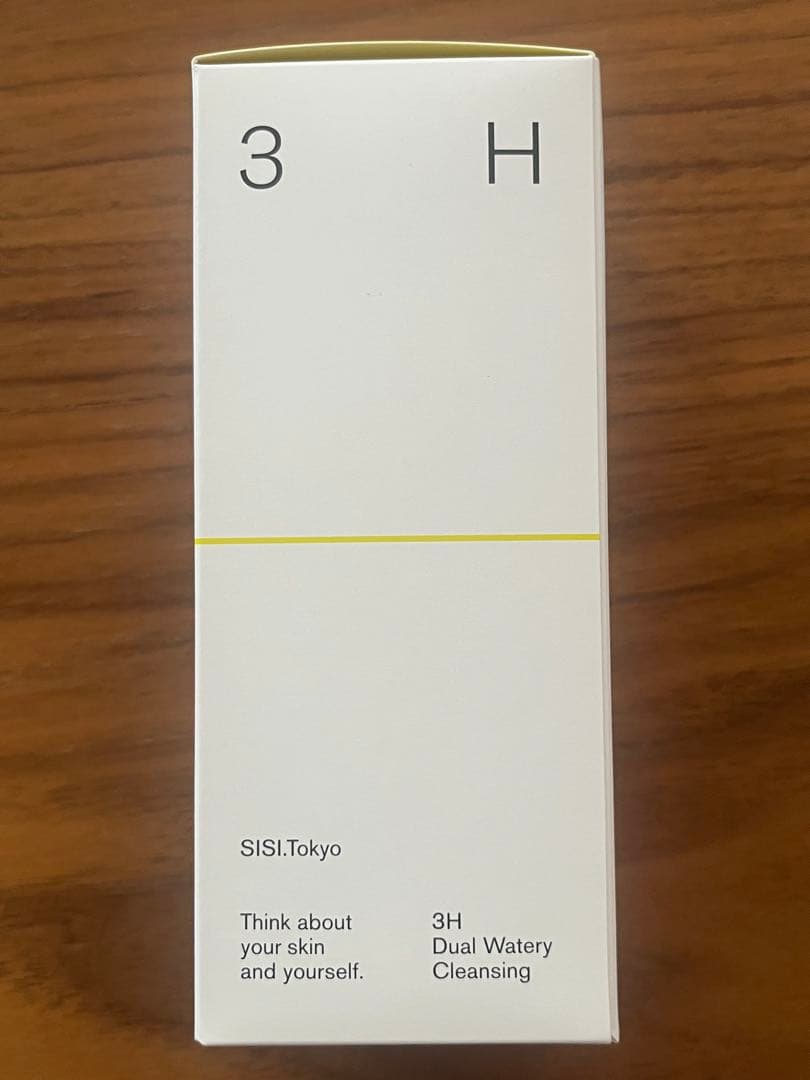 3 H
SISI.Tokyo
Think about
your skin
and yourself.
3H
Dual Watery
Cleansing